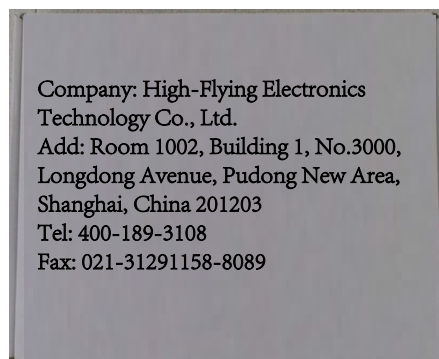 Company: High-Flying Electronics
Technology Co., Ltd.
Add: Room 1002, Building 1, No.3000,
Longdong Avenue, Pudong New Area,
Shanghai, China 201203
Tel: 400-189-3108
Fax: 021-31291158-8089